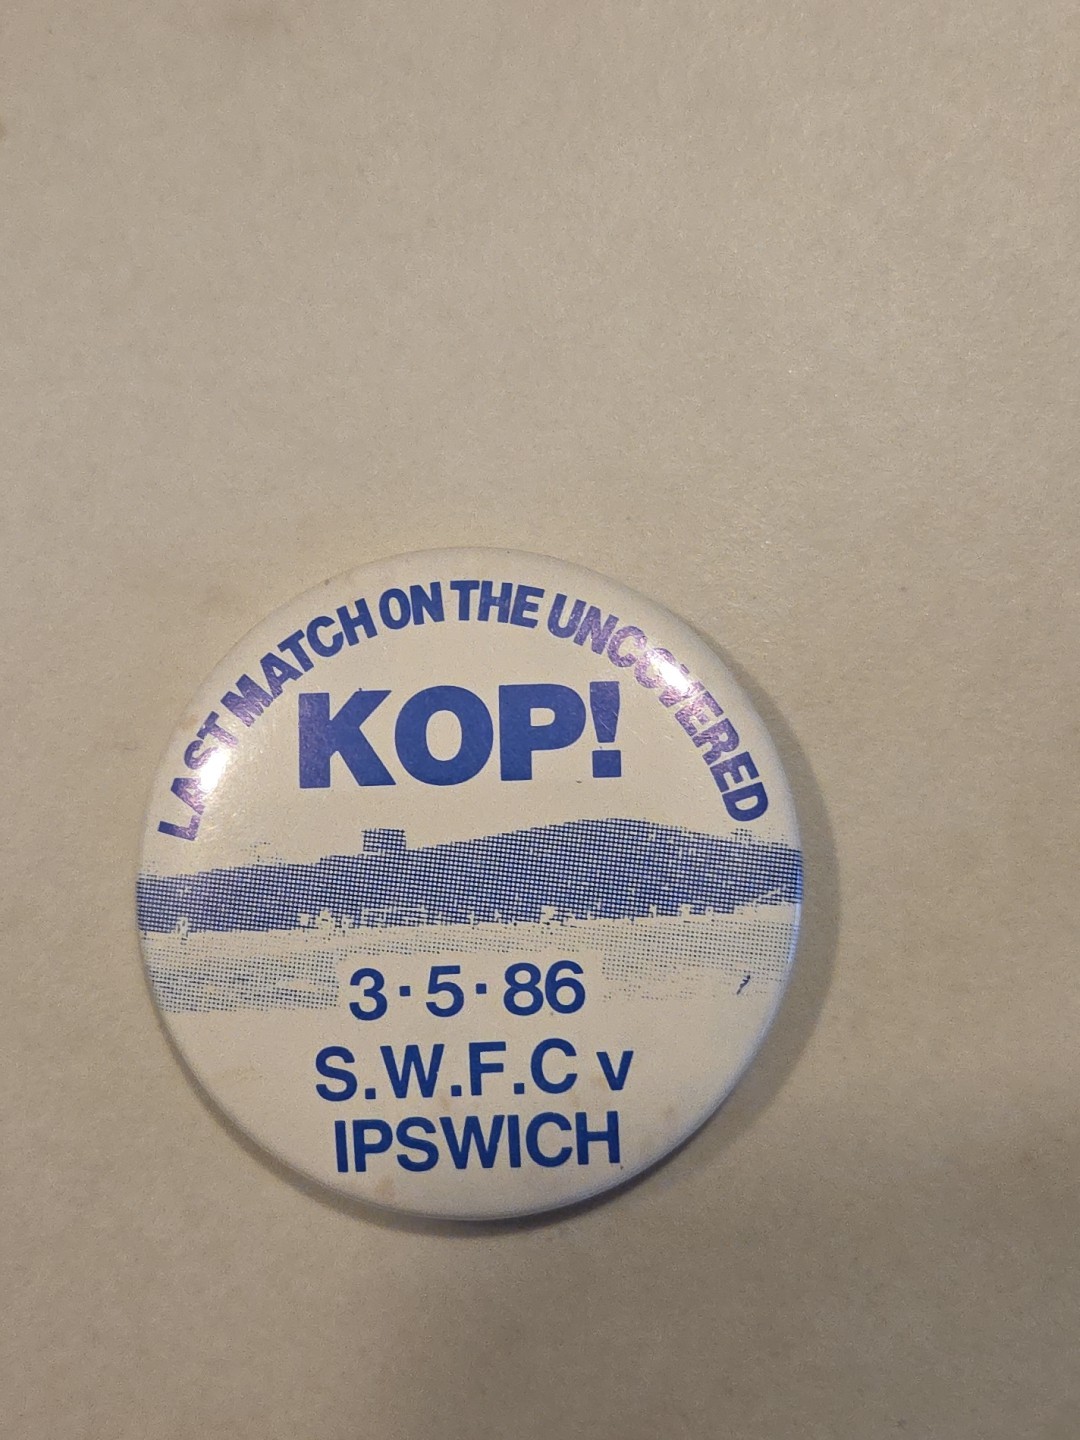 LAST MATCH ON THE UNCOVERED
KOP!
3·5·86
S.W.F.C v
IPSWICH